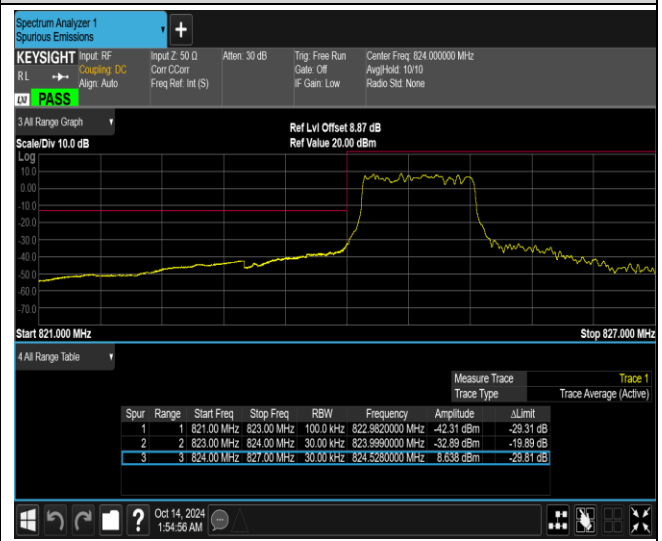 Spectrum Analyzer 1
Spurious Emissions
+
KEYSIGHT Input: RF Input Z: 50 Ω Atten: 30 dB Trig: Free Run Center Freq: 824.000000 MHz
RL Coupling: DC Corr CCorr Gate: Off Avg|Hold: 10/10
Align: Auto Freq Ref: Int (S) IF Gain: Low Radio Std: None
LXI PASS
3 All Range Graph
Ref Lvl Offset 8.87 dB
Scale/Div 10.0 dB Ref Value 20.00 dBm
Log
10.0
0.00
-10.0
-20.0
-30.0
-40.0
-50.0
-60.0
-70.0
Start 821.000 MHz Stop 827.000 MHz
4 All Range Table
Measure Trace Trace 1
Trace Type Trace Average (Active)
Spur Range Start Freq Stop Freq RBW Frequency Amplitude ΔLimit
1 1 821.00 MHz 823.00 MHz 100.0 kHz 822.9820000 MHz -42.31 dBm -29.31 dB
2 2 823.00 MHz 824.00 MHz 30.00 kHz 823.9990000 MHz -32.89 dBm -19.89 dB
3 3 824.00 MHz 827.00 MHz 30.00 kHz 824.5280000 MHz 8.638 dBm -29.81 dB
? Oct 14, 2024
1:54:56 AM